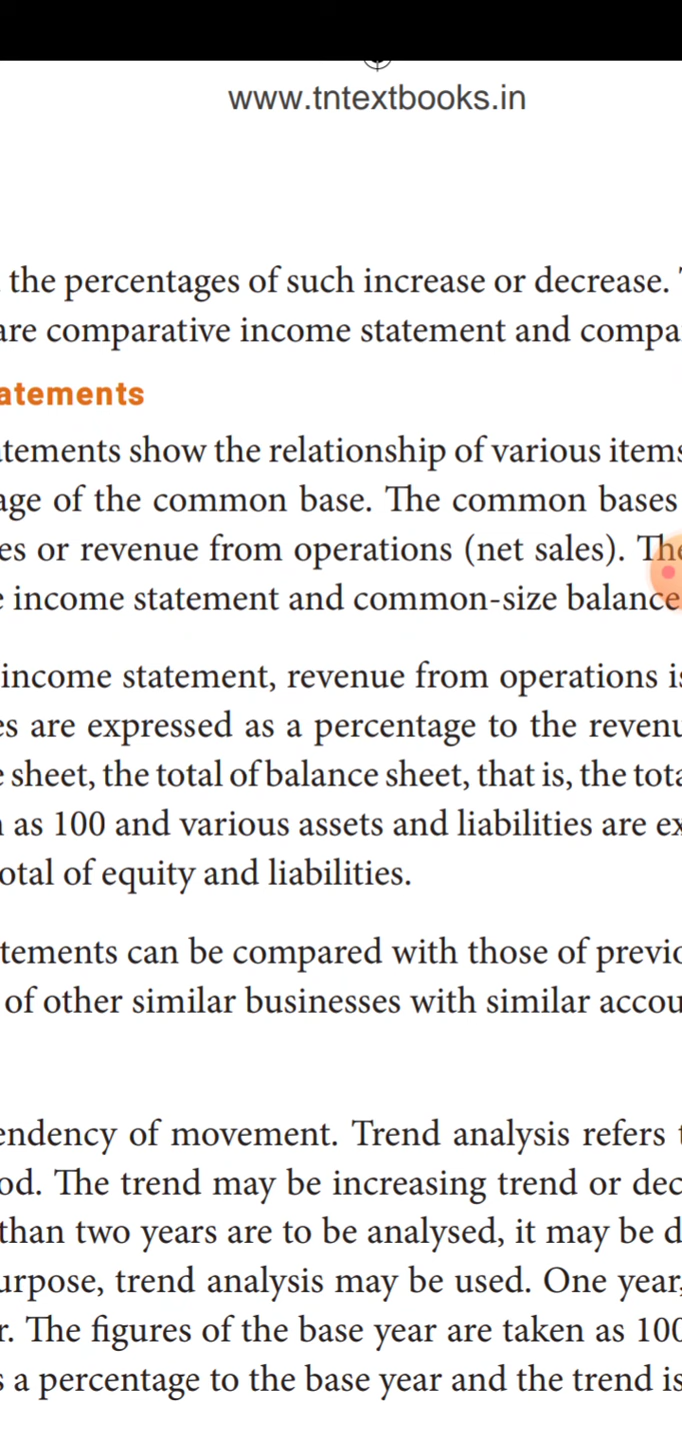 www.tntextbooks.in
the percentages of such increase or decrease.
are comparative income statement and compa
atements
tements show the relationship of various items
age of the common base. The common bases
es or revenue from operations (net sales). The
e income statement and common-size balance
income statement, revenue from operations is
es are expressed as a percentage to the revenu
e sheet, the total of balance sheet, that is, the tota
as 100 and various assets and liabilities are ex
otal of equity and liabilities.
tements can be compared with those of previo
of other similar businesses with similar accou
endency of movement. Trend analysis refers t
od. The trend may be increasing trend or dec
than two years are to be analysed, it may be d
urpose, trend analysis may be used. One year,
r. The figures of the base year are taken as 100
s a percentage to the base year and the trend is